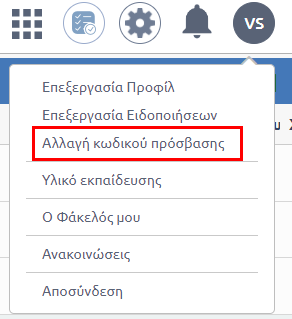 VS
Επεξεργασία Προφίλ
Επεξεργασία Ειδοποιήσεων
Αλλαγή κωδικού πρόσβασης
Υλικό εκπαίδευσης
Ο Φάκελός μου
Ανακοινώσεις
Αποσύνδεση